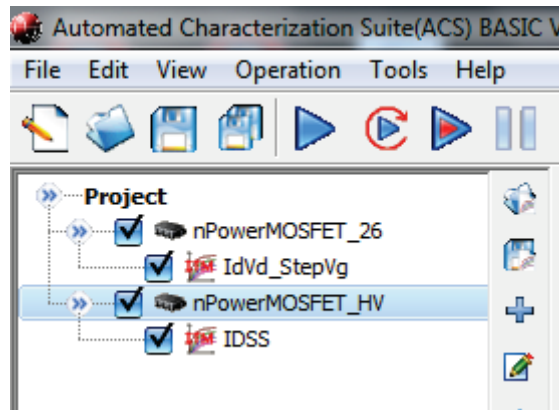 Automated Characterization Suite(ACS) BASIC
File Edit View Operation Tools Help
Project
nPowerMOSFET_26
IdVd_StepVg
nPowerMOSFET_HV
IDSS